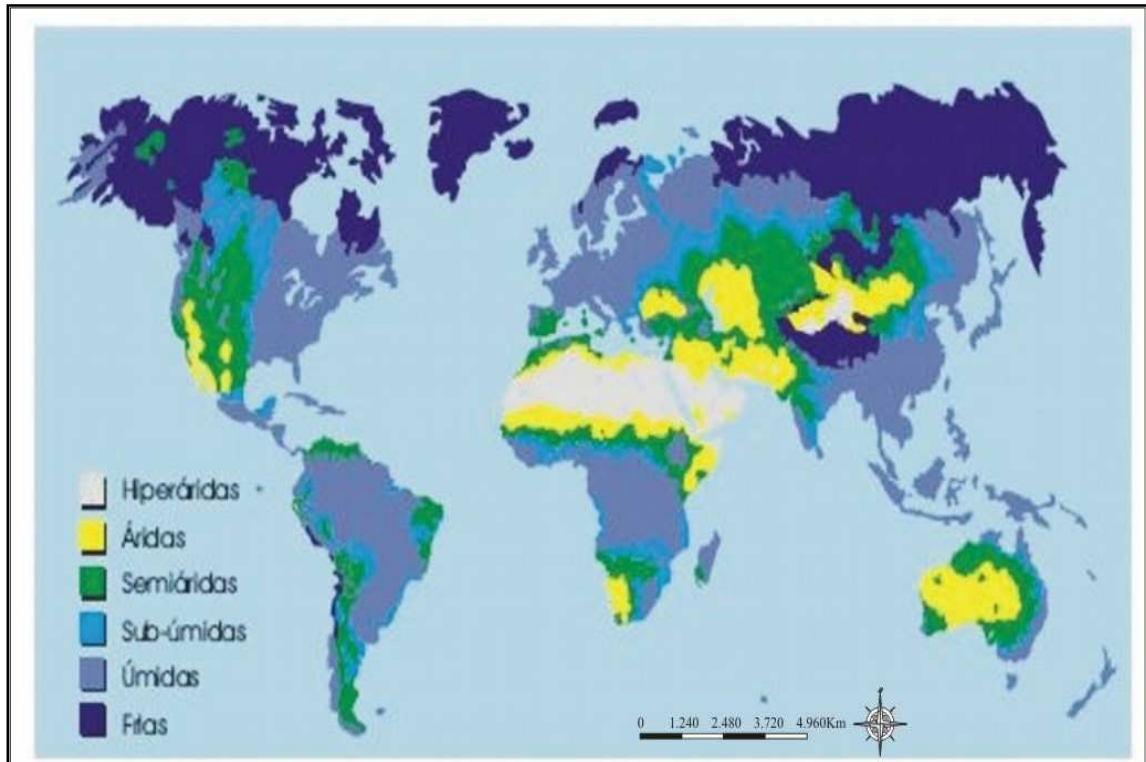 Hiperáridas
Áridas
Semiáridas
Sub-úmidas
Úmidas
Frias
0 1.240 2.480 3.720 4.960Km